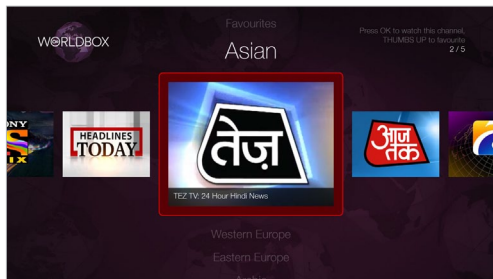 Favourites
Press OK to watch this channel,
THUMBS UP to favourite
2 / 5
WORLDBOX
Asian
HEADLINES
TODAY
तेज़
आज
तक
TEZ TV: 24 Hour Hindi News
Western Europe
Eastern Europe